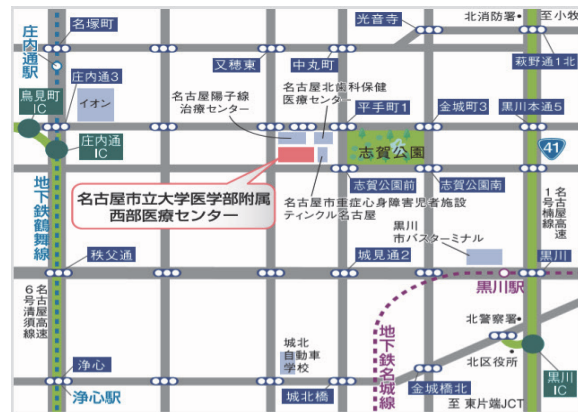 名塚町
庄内通駅
庄内通3
鳥見町
IC
イオン
庄内通
IC
又穂東
中丸町
光音寺
北消防署
至小牧
萩野通1北
名古屋陽子線
治療センター
名古屋北歯科保健
医療センター
平手町1
金城町3
黒川本通5
志賀公園
41
名古屋市立大学医学部附属
西部医療センター
名古屋市重症心身障害児者施設
ティンクル名古屋
志賀公園前
志賀公園南
地下鉄鶴舞線
名古屋高速
1号楠線
黒川
市バスターミナル
秩父通
城見通2
黒川
黒川駅
名古屋高速
6号清須線
城北
自動車
学校
地下鉄名城線
北警察署
北区役所
黒川
IC
浄心
浄心駅
城北橋
金城橋北
至 東片端JCT